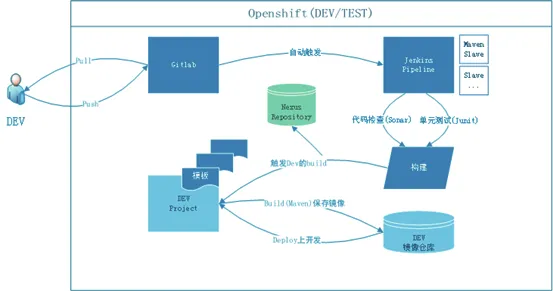 Openshift(DEV/TEST)
Pull
Gitlab
自动触发
Jenkins
Pipeline
Maven
Slave
Slave
...
Push
DEV
Nexus
Repository
代码检查(Sonar)
单元测试(Junit)
模板
触发Dev的build
构建
DEV
Project
Build(Maven)保存镜像
Deploy上开发
DEV
镜像仓库